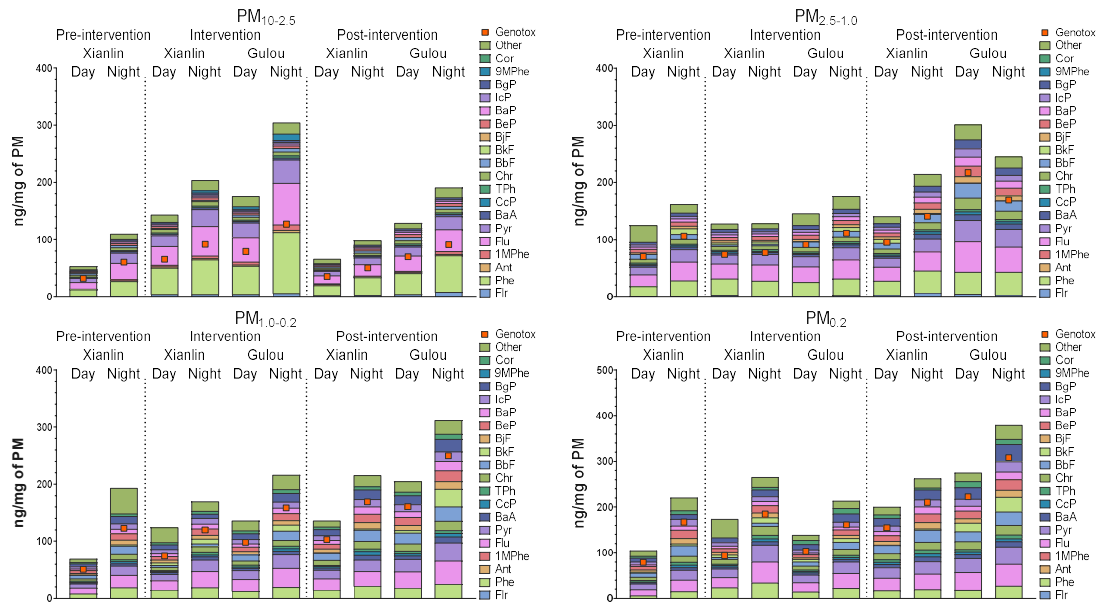 PM10-2.5
Pre-intervention Intervention Post-intervention
Xianlin Xianlin Gulou Xianlin Gulou
Day Night Day Night Day Night Day Night Day Night
400
300
200
100
0
ng/mg of PM
Genotox
Other
Cor
9MPhe
BgP
IcP
BaP
BeP
BjF
BkF
BbF
Chr
TPh
CcP
BaA
Pyr
Flu
1MPhe
Ant
Phe
Flr
PM2.5-1.0
Pre-intervention Intervention Post-intervention
Xianlin Xianlin Gulou Xianlin Gulou
Day Night Day Night Day Night Day Night Day Night
400
300
200
100
0
ng/mg of PM
Genotox
Other
Cor
9MPhe
BgP
IcP
BaP
BeP
BjF
BkF
BbF
Chr
TPh
CcP
BaA
Pyr
Flu
1MPhe
Ant
Phe
Flr
PM1.0-0.2
Pre-intervention Intervention Post-intervention
Xianlin Xianlin Gulou Xianlin Gulou
Day Night Day Night Day Night Day Night Day Night
400
300
200
100
0
ng/mg of PM
Genotox
Other
Cor
9MPhe
BgP
IcP
BaP
BeP
BjF
BkF
BbF
Chr
TPh
CcP
BaA
Pyr
Flu
1MPhe
Ant
Phe
Flr
PM0.2
Pre-intervention Intervention Post-intervention
Xianlin Xianlin Gulou Xianlin Gulou
Day Night Day Night Day Night Day Night Day Night
500
400
300
200
100
0
ng/mg of PM
Genotox
Other
Cor
9MPhe
BgP
IcP
BaP
BeP
BjF
BkF
BbF
Chr
TPh
CcP
BaA
Pyr
Flu
1MPhe
Ant
Phe
Flr